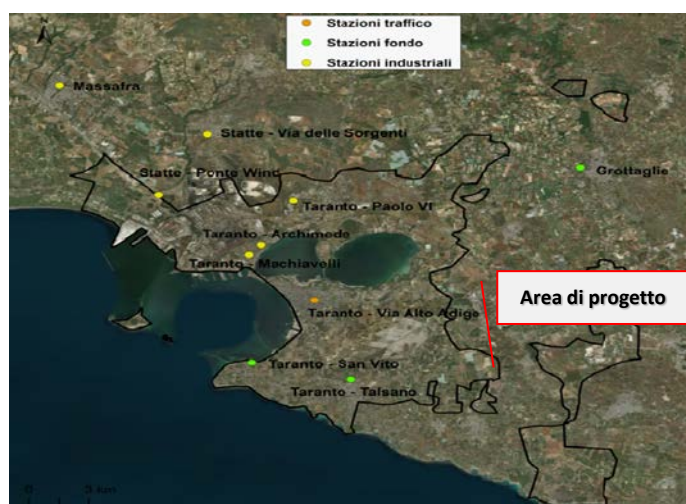 Stazioni traffico
Stazioni fondo
Stazioni industriali
Massafra
Statte - Via delle Sorgenti
Grottaglie
Statte - Ponte Wind
Taranto - Paolo VI
Taranto - Archimede
Taranto - Machiavelli
Area di progetto
Taranto - Via Alto Adige
Taranto - San Vito
Taranto - Talsano
0 3 km